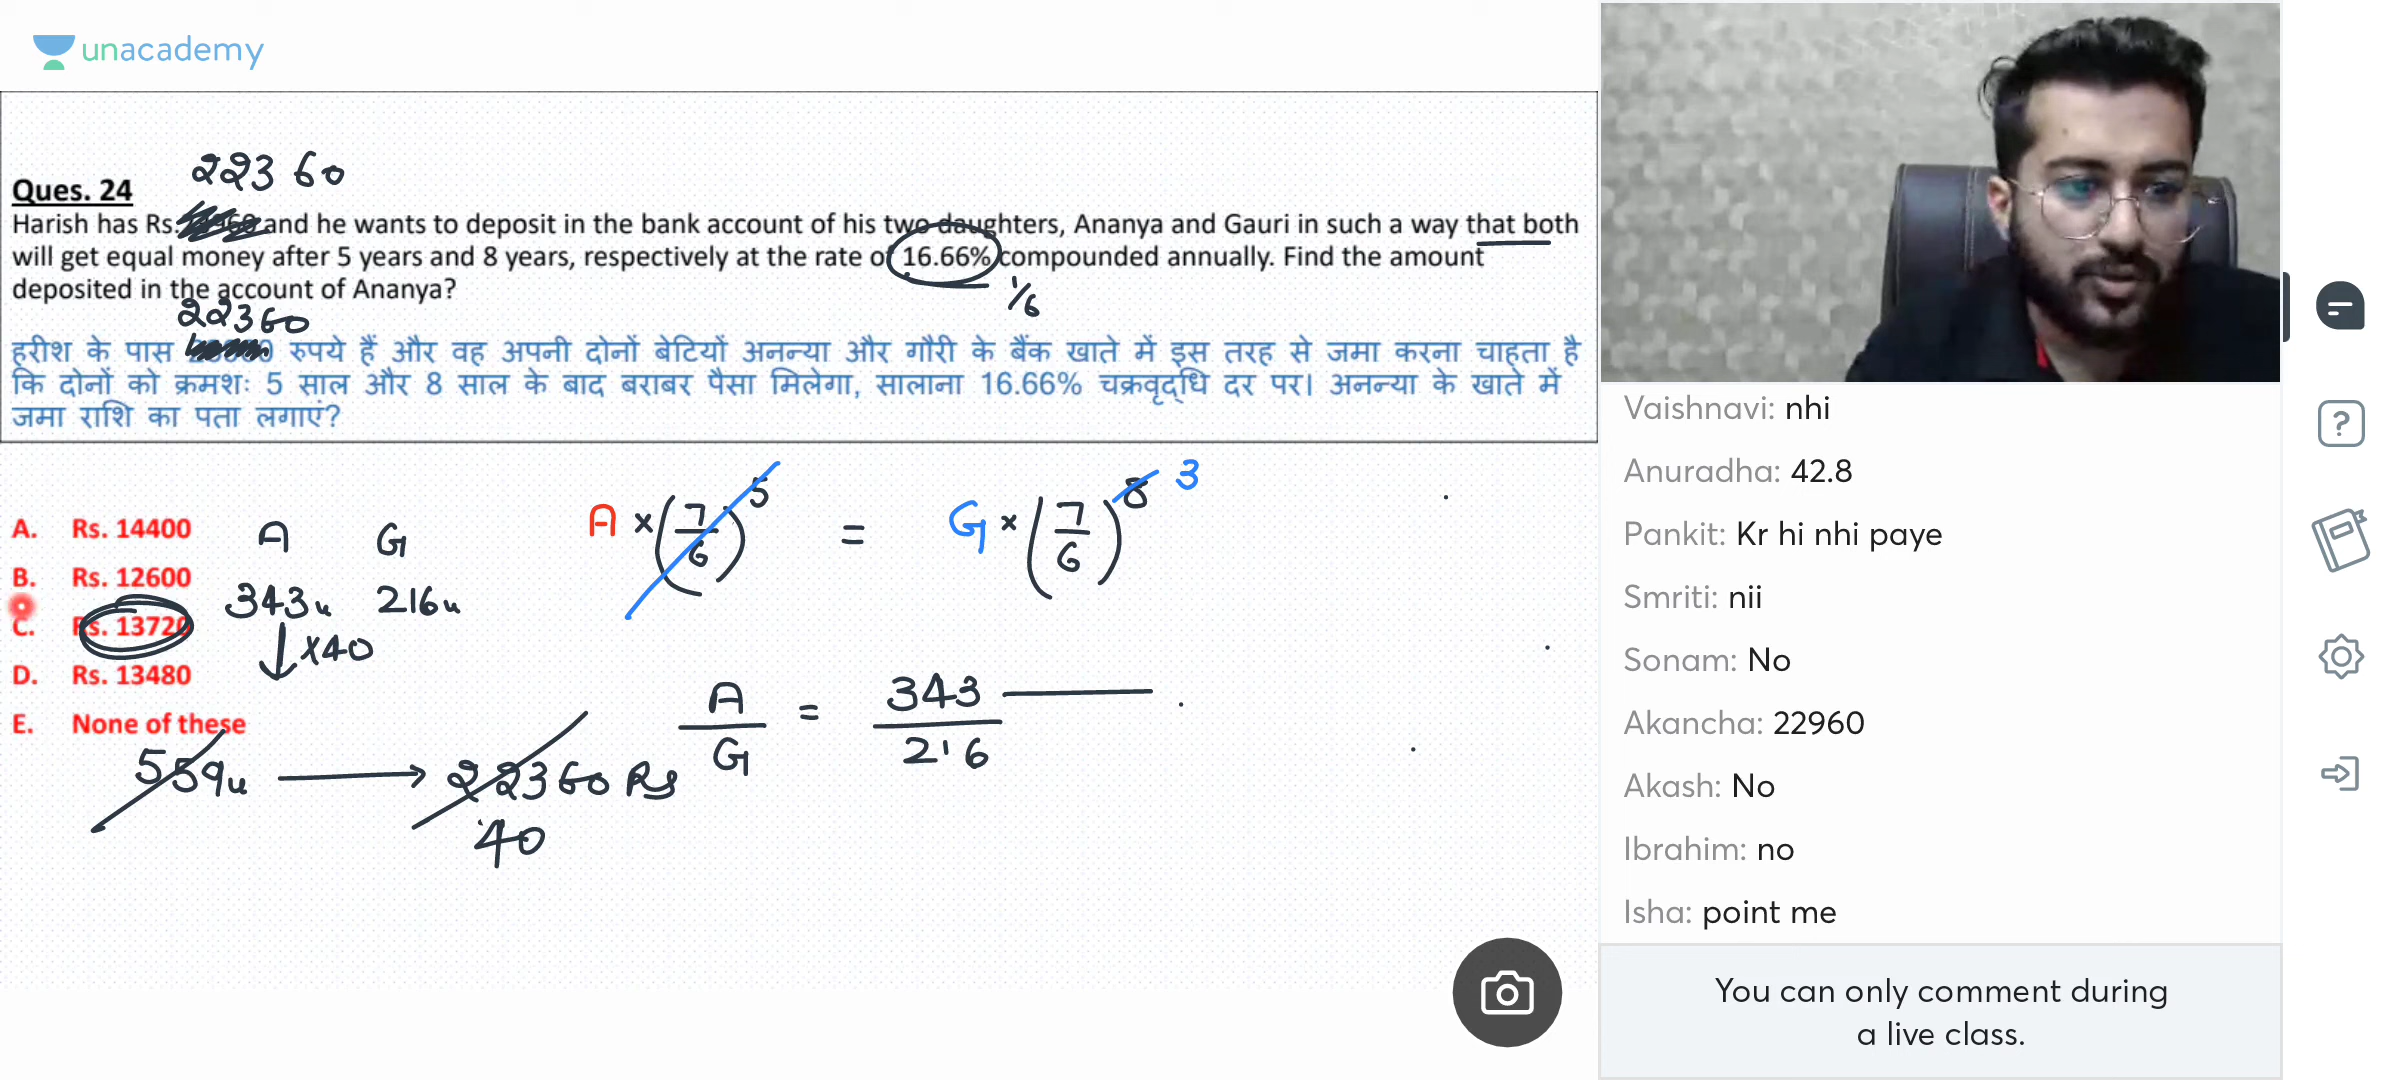 unacademy
22360
Ques. 24
Harish has Rs. and he wants to deposit in the bank account of his two daughters, Ananya and Gauri in such a way that both
will get equal money after 5 years and 8 years, respectively at the rate of 16.66% compounded annually. Find the amount
1/6
deposited in the account of Ananya?
22360
हरीश के पास रुपये हैं और वह अपनी दोनों बेटियों अनन्या और गौरी के बैंक खाते में इस तरह से जमा करना चाहता है
कि दोनों को क्रमशः 5 साल और 8 साल के बाद बराबर पैसा मिलेगा, सालाना 16.66% चक्रवृद्धि दर पर। अनन्या के खाते में
जमा राशि का पता लगाएं?
A. Rs. 14400
B. Rs. 12600
C. Rs. 13720
D. Rs. 13480
E. None of these
A G
343u 216u
↓ x40
559u → 22360 Rs
40
A × (7/6)^5 = G × (7/6)^8 3
A/G = 343/216
Vaishnavi: nhi
Anuradha: 42.8
Pankit: Kr hi nhi paye
Smriti: nii
Sonam: No
Akancha: 22960
Akash: No
Ibrahim: no
Isha: point me
You can only comment during
a live class.
?